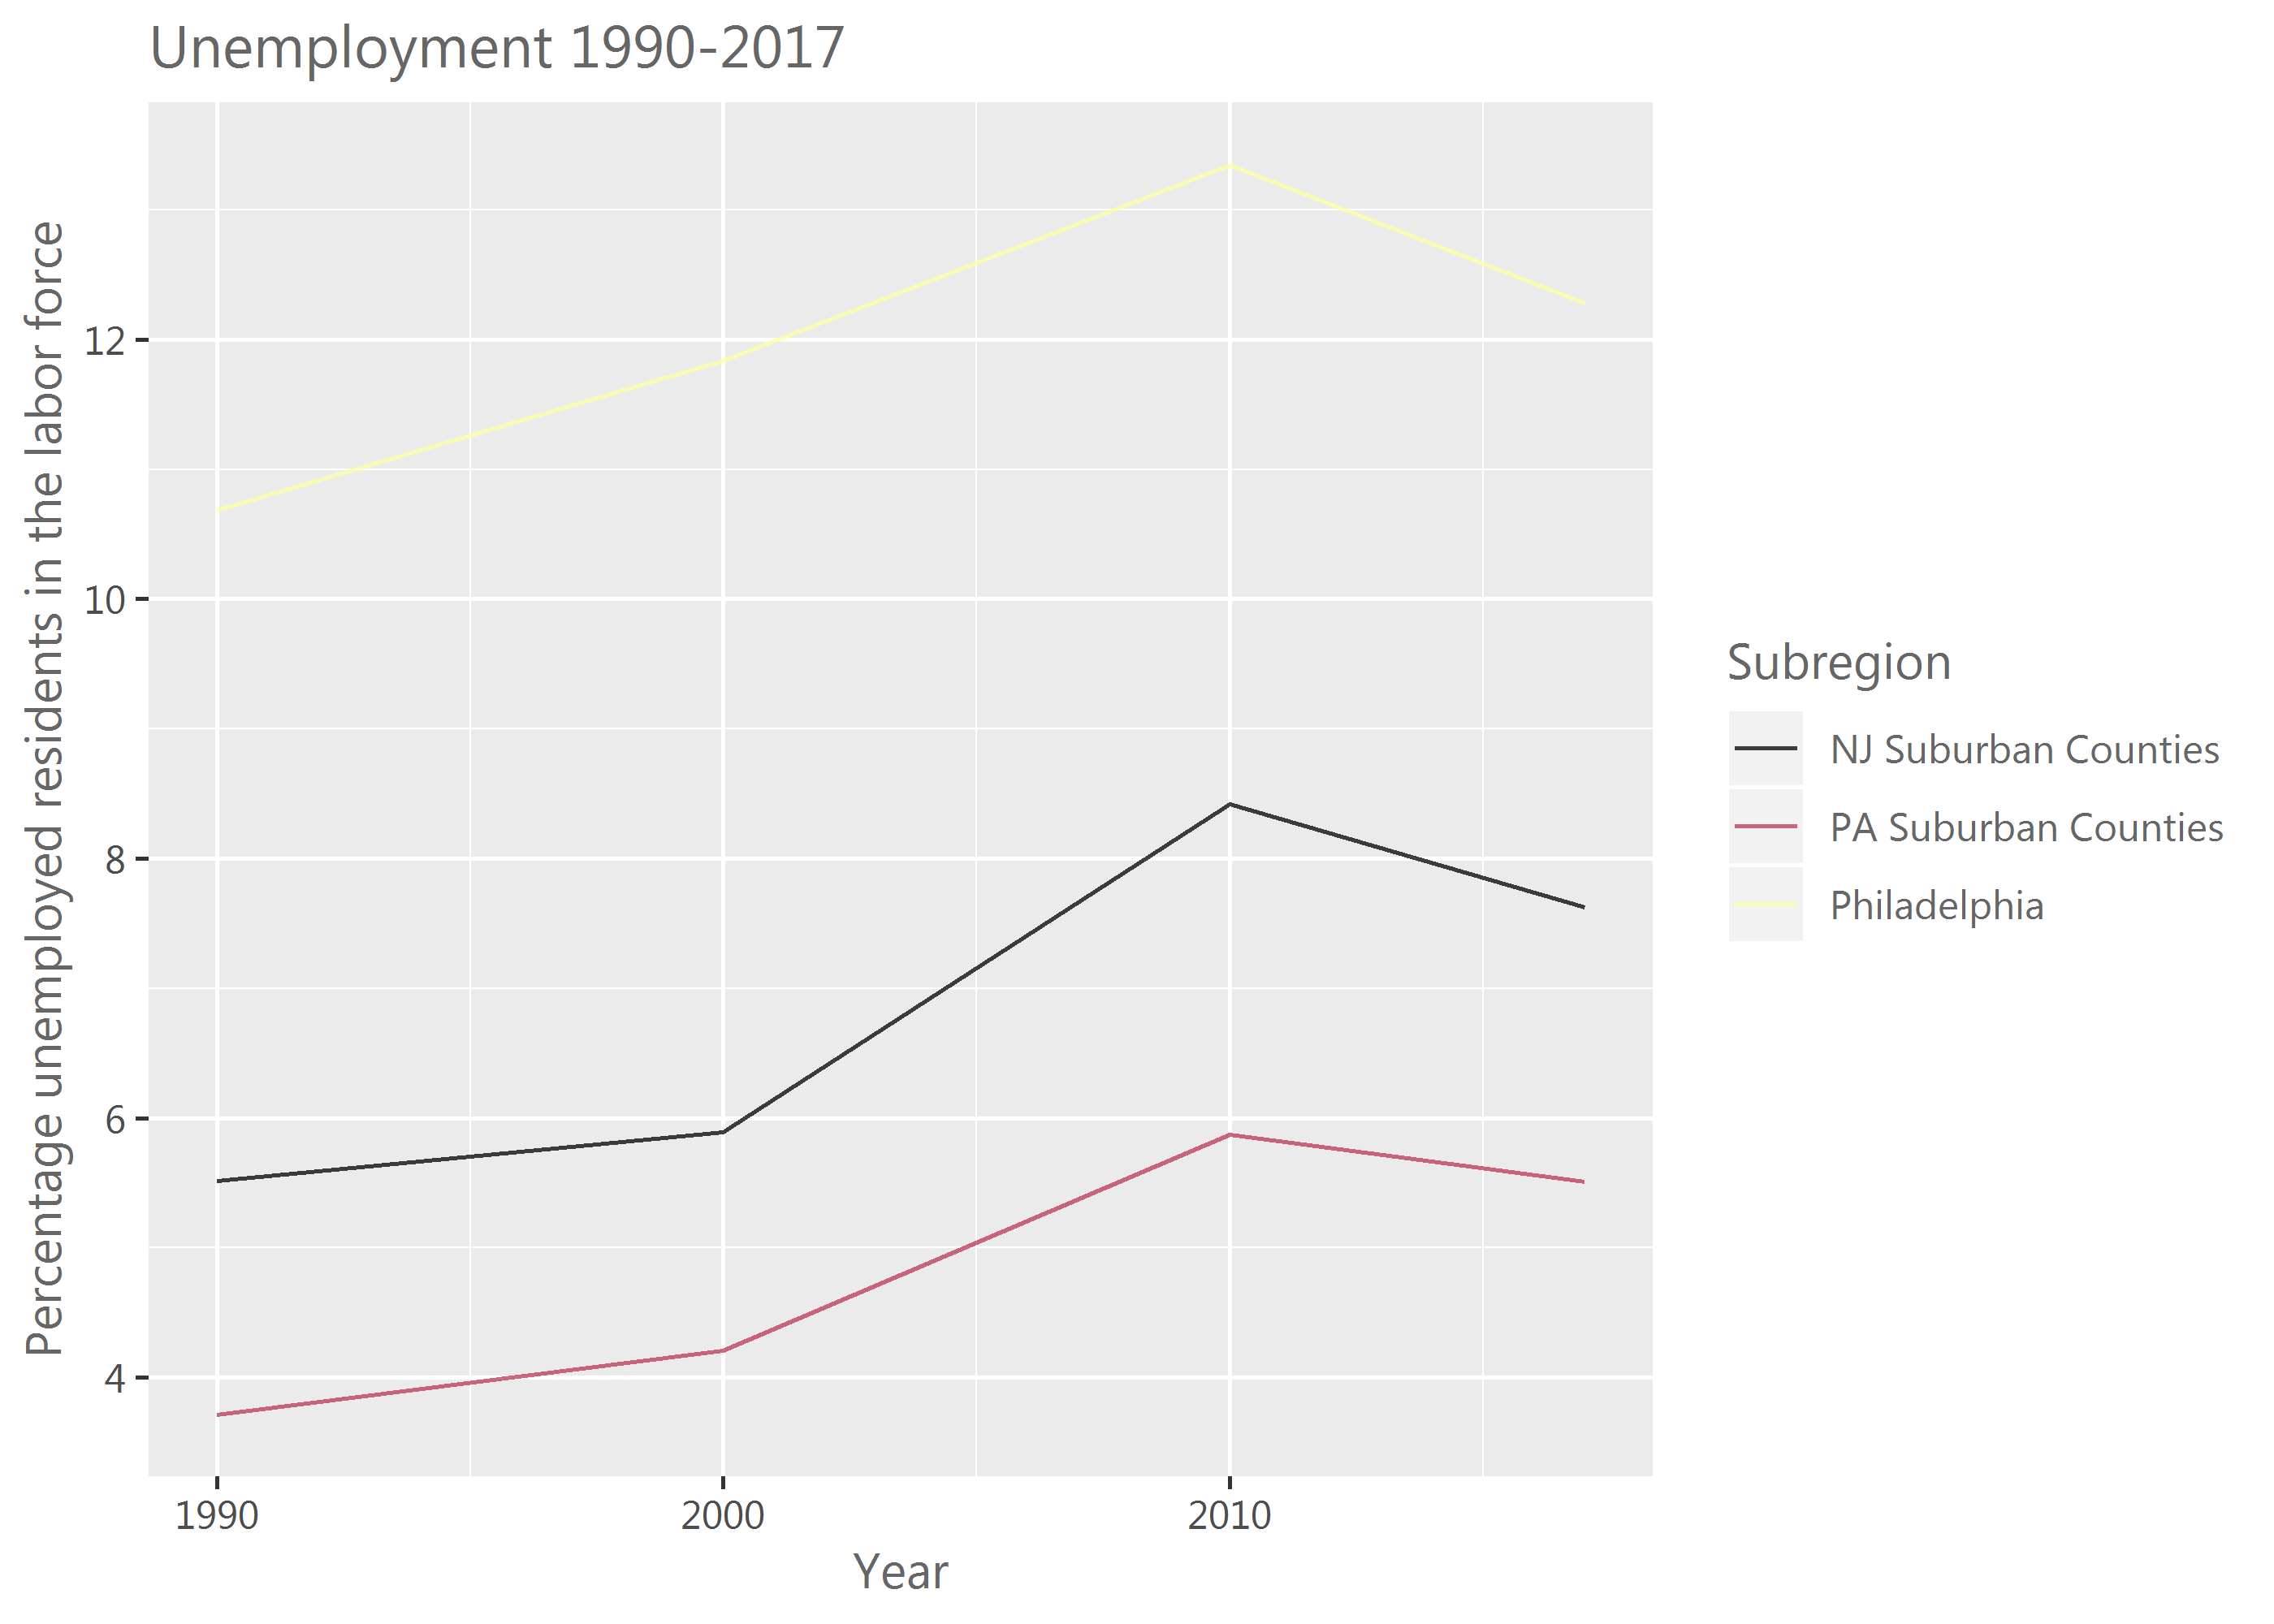 Unemployment 1990-2017
Percentage unemployed residents in the labor force
12
10
8
6
4
1990
2000
2010
Year
Subregion
NJ Suburban Counties
PA Suburban Counties
Philadelphia